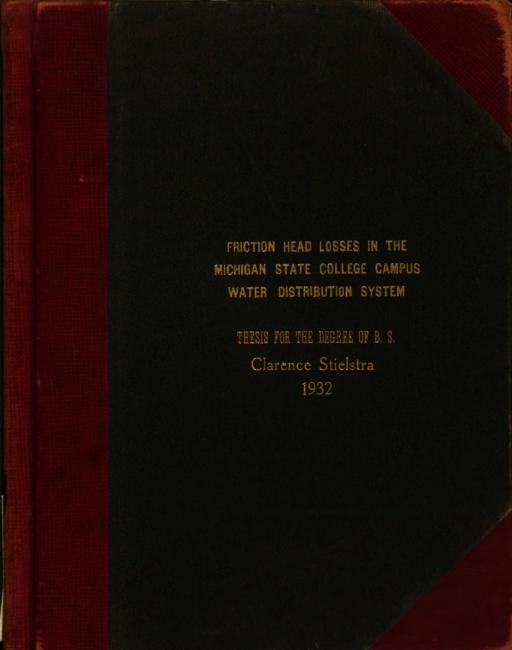 FRICTION HEAD LOSSES IN THE
MICHIGAN STATE COLLEGE CAMPUS
WATER DISTRIBUTION SYSTEM
THESIS FOR THE DEGREE OF B. S.
Clarence Stielstra
1932